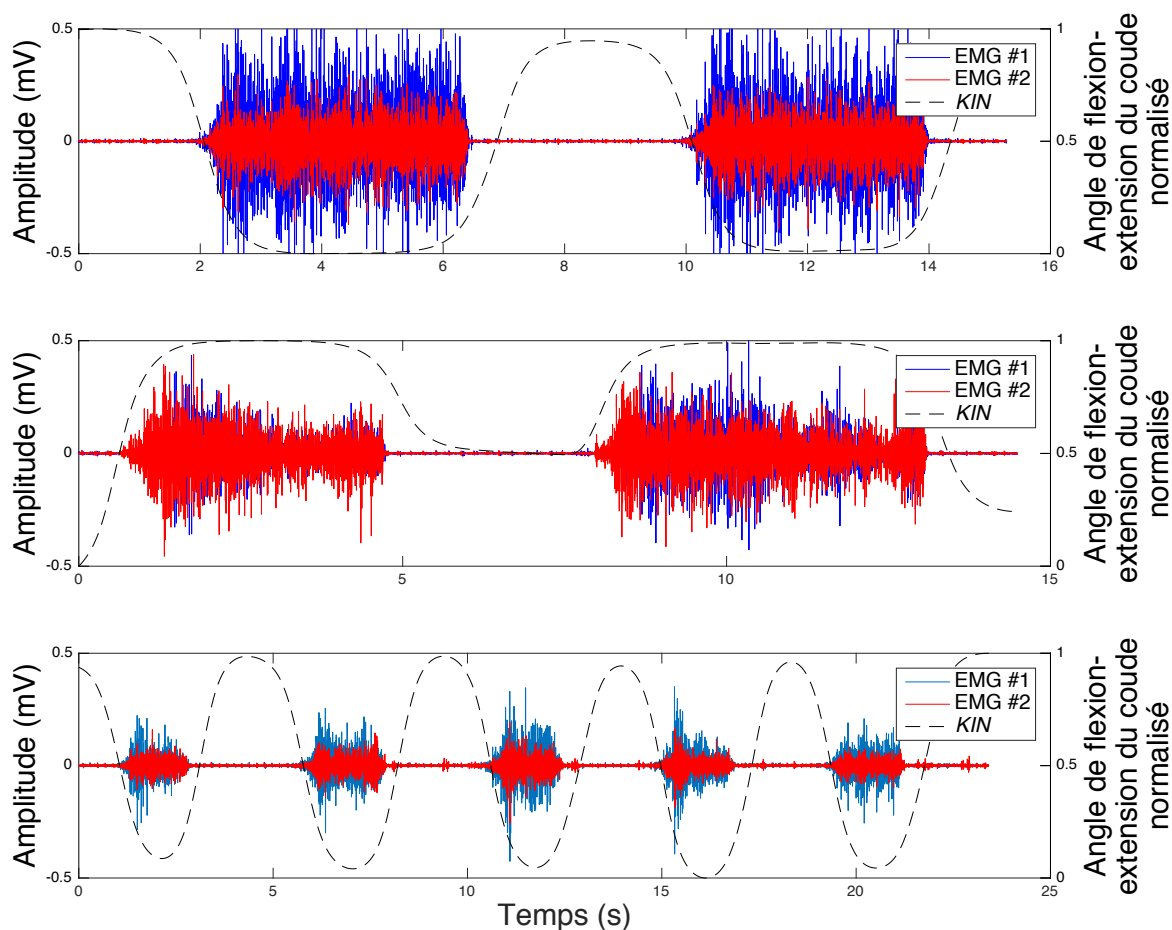 Amplitude (mV)
0.5
0
-0.5
0 2 4 6 8 10 12 14 16
1
0.5
0
Angle de flexion-
extension du coude
normalisé
EMG #1
EMG #2
KIN
Amplitude (mV)
0.5
0
-0.5
0 5 10 15
1
0.5
0
Angle de flexion-
extension du coude
normalisé
EMG #1
EMG #2
KIN
Amplitude (mV)
0.5
0
-0.5
0 5 10 15 20 25
1
0.5
0
Angle de flexion-
extension du coude
normalisé
EMG #1
EMG #2
KIN
Temps (s)